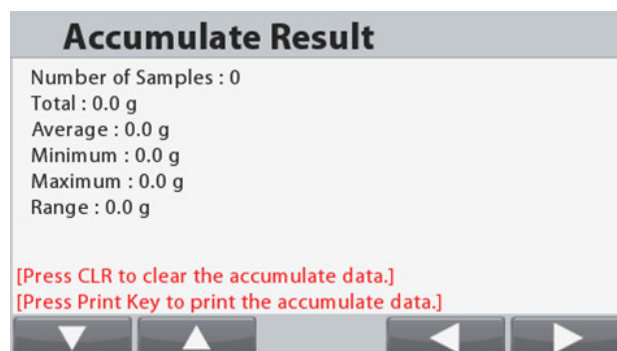 Accumulate Result
Number of Samples : 0
Total : 0.0 g
Average : 0.0 g
Minimum : 0.0 g
Maximum : 0.0 g
Range : 0.0 g
[Press CLR to clear the accumulate data.]
[Press Print Key to print the accumulate data.]